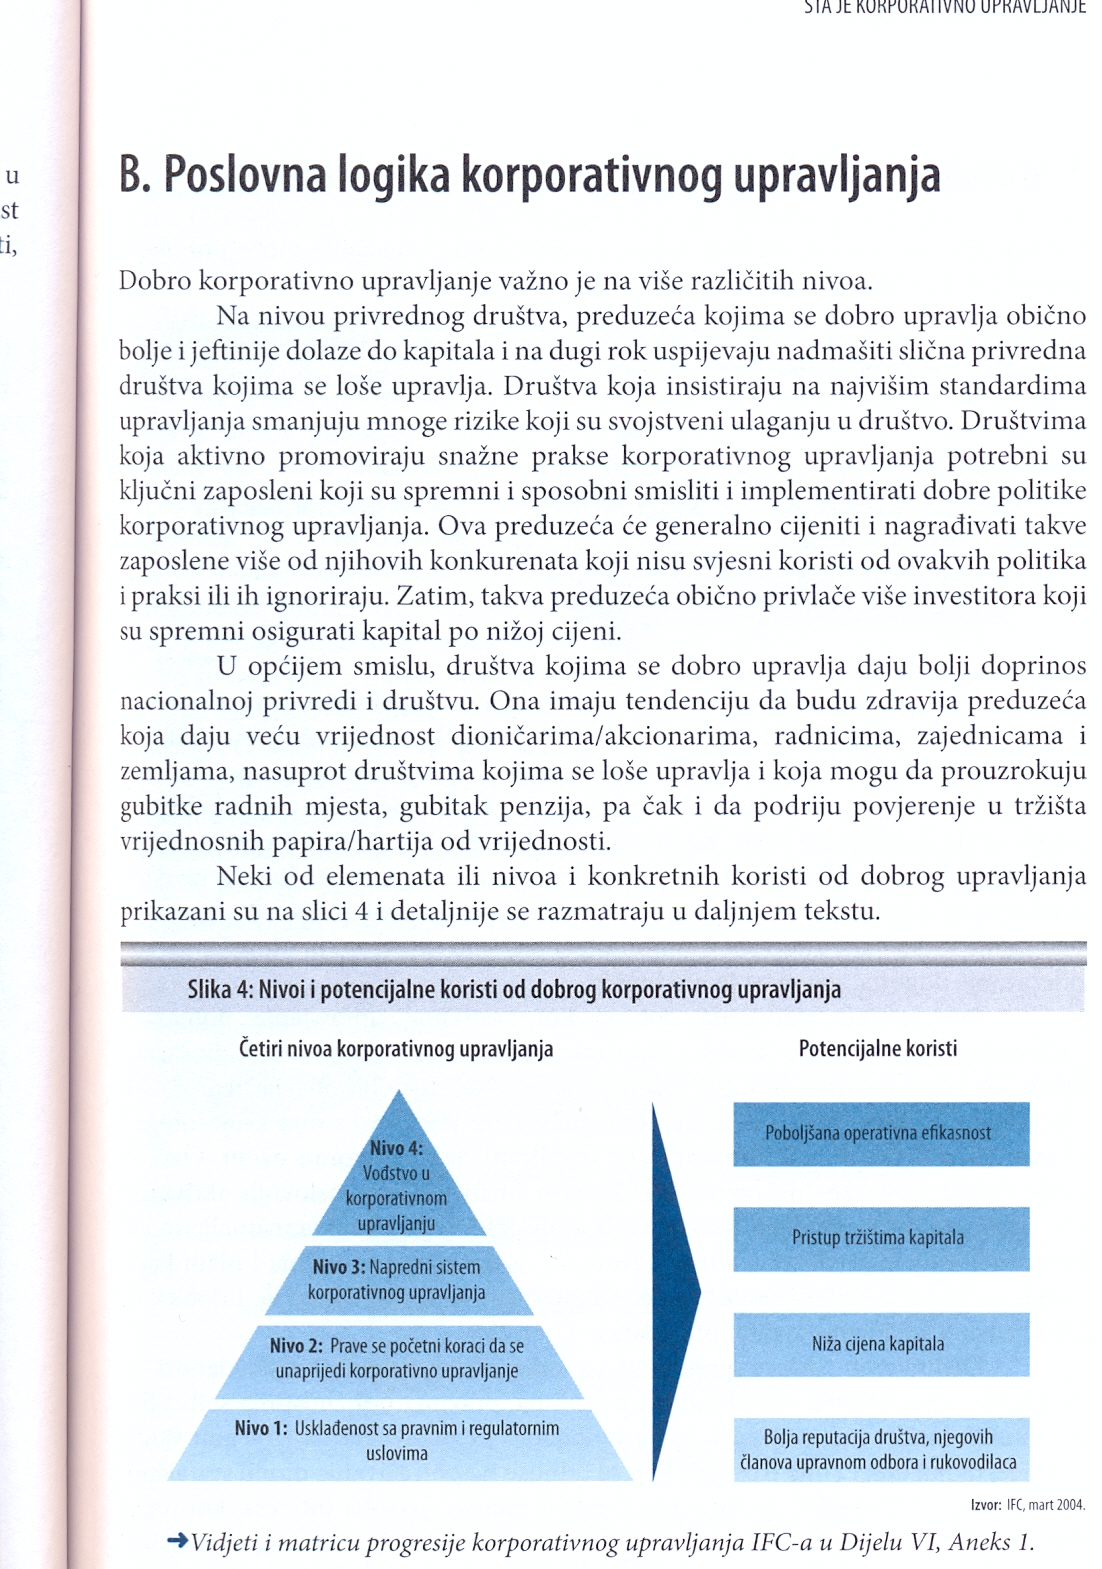 ŠTA JE KORPORATIVNO UPRAVLJANJE
u
st
ti,
B. Poslovna logika korporativnog upravljanja
Dobro korporativno upravljanje važno je na više različitih nivoa.
Na nivou privrednog društva, preduzeća kojima se dobro upravlja obično
bolje i jeftinije dolaze do kapitala i na dugi rok uspijevaju nadmašiti slična privredna
društva kojima se loše upravlja. Društva koja insistiraju na najvišim standardima
upravljanja smanjuju mnoge rizike koji su svojstveni ulaganju u društvo. Društvima
koja aktivno promoviraju snažne prakse korporativnog upravljanja potrebni su
ključni zaposleni koji su spremni i sposobni smisliti i implementirati dobre politike
korporativnog upravljanja. Ova preduzeća će generalno cijeniti i nagrađivati takve
zaposlene više od njihovih konkurenata koji nisu svjesni koristi od ovakvih politika
i praksi ili ih ignoriraju. Zatim, takva preduzeća obično privlače više investitora koji
su spremni osigurati kapital po nižoj cijeni.
U općijem smislu, društva kojima se dobro upravlja daju bolji doprinos
nacionalnoj privredi i društvu. Ona imaju tendenciju da budu zdravija preduzeća
koja daju veću vrijednost dioničarima/akcionarima, radnicima, zajednicama i
zemljama, nasuprot društvima kojima se loše upravlja i koja mogu da prouzrokuju
gubitke radnih mjesta, gubitak penzija, pa čak i da podriju povjerenje u tržišta
vrijednosnih papira/hartija od vrijednosti.
Neki od elemenata ili nivoa i konkretnih koristi od dobrog upravljanja
prikazani su na slici 4 i detaljnije se razmatraju u daljnjem tekstu.
Slika 4: Nivoi i potencijalne koristi od dobrog korporativnog upravljanja
Četiri nivoa korporativnog upravljanja
Nivo 4:
Vođstvo u
korporativnom
upravljanju
Nivo 3: Napredni sistem
korporativnog upravljanja
Nivo 2: Prave se početni koraci da se
unaprijedi korporativno upravljanje
Nivo 1: Usklađenost sa pravnim i regulatornim
uslovima
Potencijalne koristi
Poboljšana operativna efikasnost
Pristup tržištima kapitala
Niža cijena kapitala
Bolja reputacija društva, njegovih
članova upravnom odbora i rukovodilaca
Izvor: IFC, mart 2004.
➔Vidjeti i matricu progresije korporativnog upravljanja IFC-a u Dijelu VI, Aneks 1.